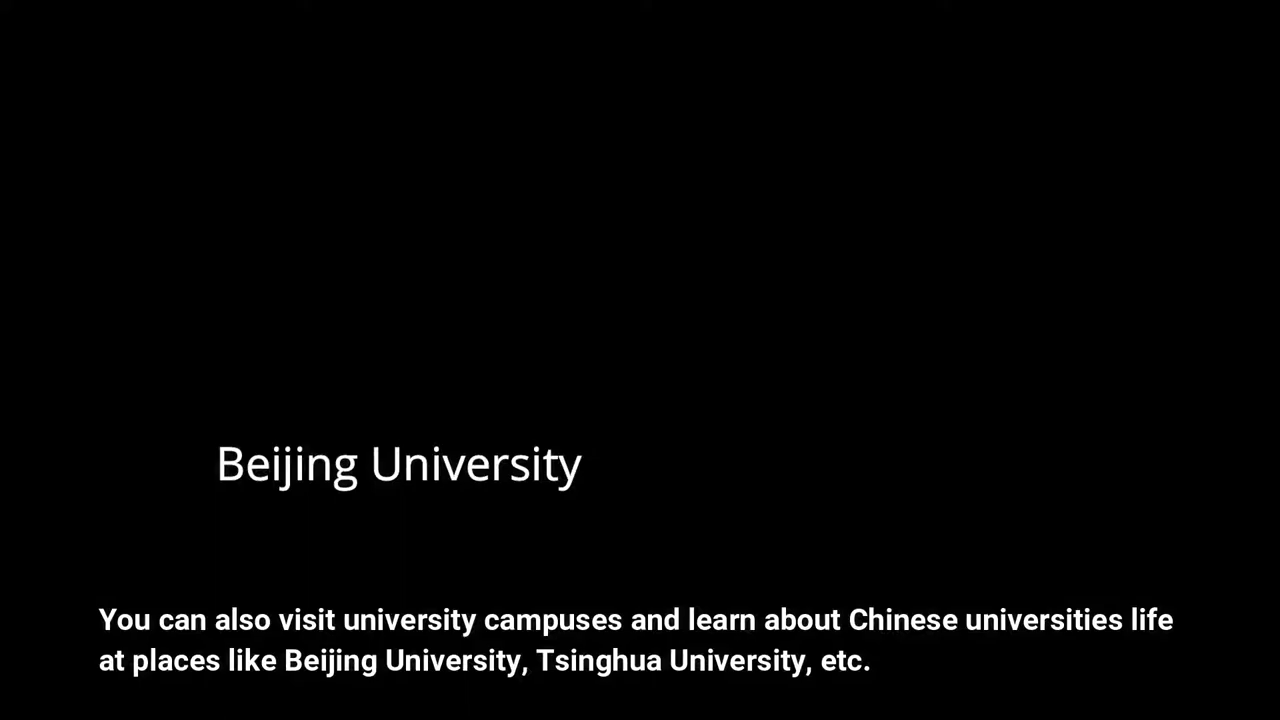 Beijing University
You can also visit university campuses and learn about Chinese universities life
at places like Beijing University, Tsinghua University, etc.